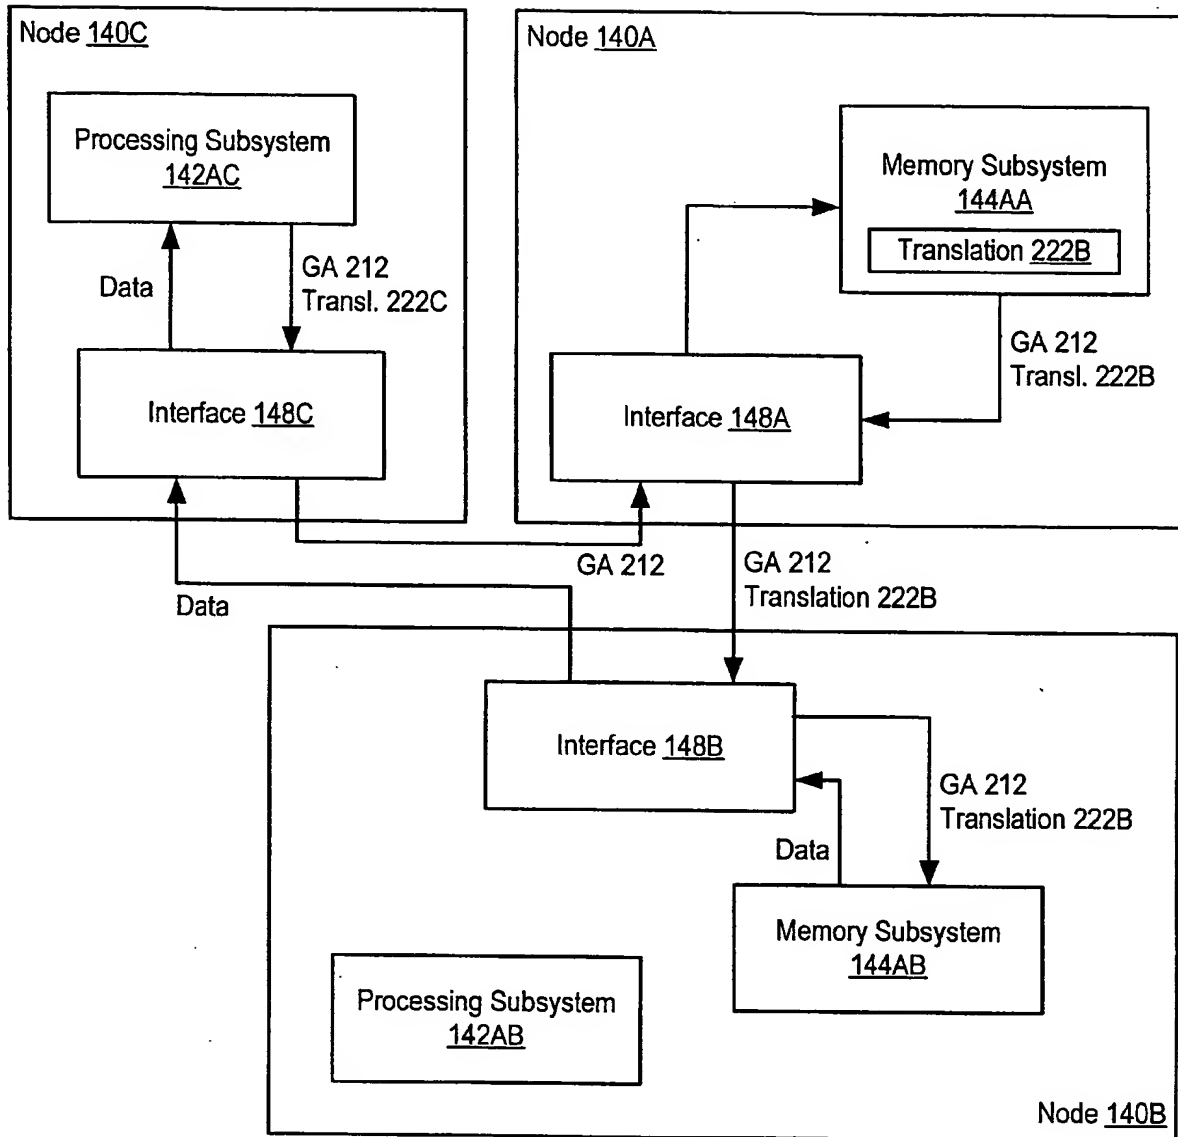 Node 140C
Processing Subsystem
142AC
Data
GA 212
Transl. 222C
Interface 148C
Node 140A
Memory Subsystem
144AA
Translation 222B
GA 212
Transl. 222B
Interface 148A
GA 212
GA 212
Translation 222B
Data
Interface 148B
GA 212
Translation 222B
Data
Memory Subsystem
144AB
Processing Subsystem
142AB
Node 140B